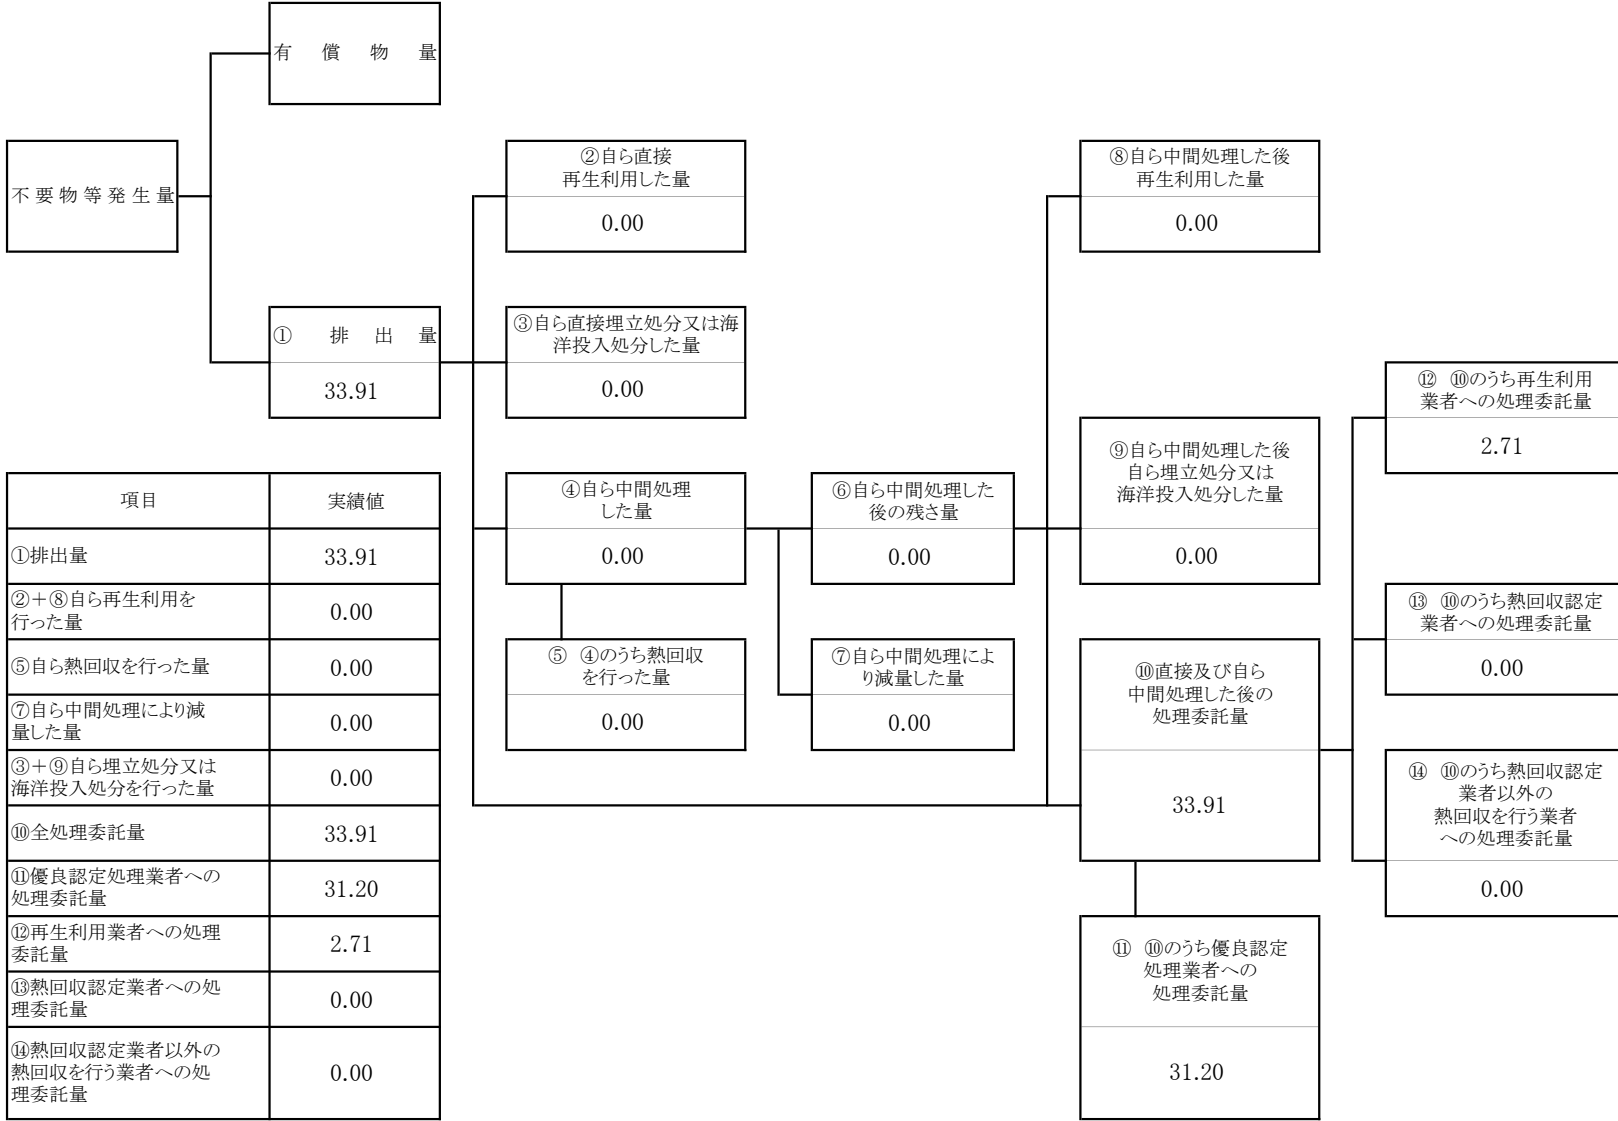 有償物量
不要物等発生量
①排出量
33.91
②自ら直接
再生利用した量
0.00
③自ら直接埋立処分又は海
洋投入処分した量
0.00
④自ら中間処理
した量
0.00
⑤ ④のうち熱回収
を行った量
0.00
⑥自ら中間処理した
後の残さ量
0.00
⑦自ら中間処理によ
り減量した量
0.00
⑧自ら中間処理した後
再生利用した量
0.00
⑨自ら中間処理した後
自ら埋立処分又は
海洋投入処分した量
0.00
⑩直接及び自ら
中間処理した後の
処理委託量
33.91
⑪ ⑩のうち優良認定
処理業者への
処理委託量
31.20
⑫ ⑩のうち再生利用
業者への処理委託量
2.71
⑬ ⑩のうち熱回収認定
業者への処理委託量
0.00
⑭ ⑩のうち熱回収認定
業者以外の
熱回収を行う業者
への処理委託量
0.00
項目 実績値
①排出量 33.91
②＋⑧自ら再生利用を
行った量 0.00
⑤自ら熱回収を行った量 0.00
⑦自ら中間処理により減
量した量 0.00
③＋⑨自ら埋立処分又は
海洋投入処分を行った量 0.00
⑩全処理委託量 33.91
⑪優良認定処理業者への
処理委託量 31.20
⑫再生利用業者への処理
委託量 2.71
⑬熱回収認定業者への処
理委託量 0.00
⑭熱回収認定業者以外の
熱回収を行う業者への処
理委託量 0.00